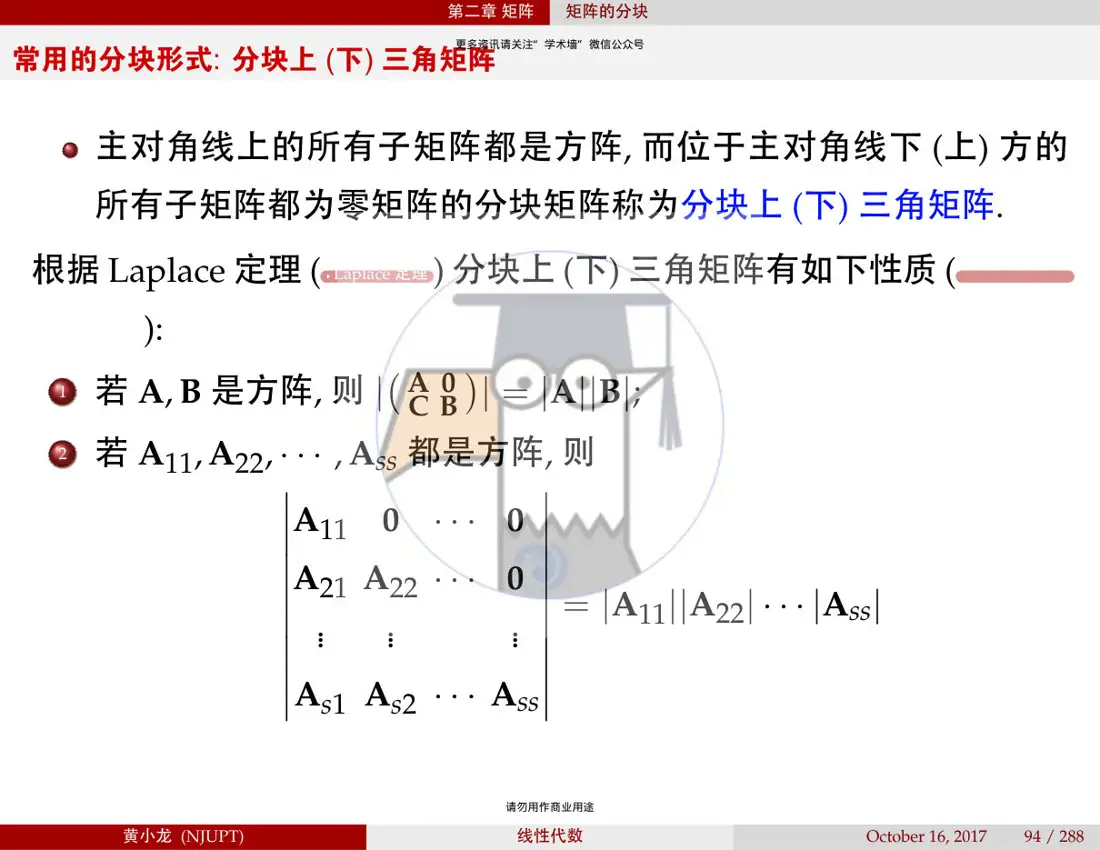 第二章 矩阵 矩阵的分块
更多资讯请关注“学术墙”微信公众号
常用的分块形式: 分块上 (下) 三角矩阵
主对角线上的所有子矩阵都是方阵, 而位于主对角线下 (上) 方的
所有子矩阵都为零矩阵的分块矩阵称为分块上 (下) 三角矩阵.
根据 Laplace 定理 ( Laplace 定理 ) 分块上 (下) 三角矩阵有如下性质 (
):
1 若 A, B 是方阵, 则 |(A 0
C B)| = |A||B|;
2 若 A11, A22, · · · , Ass 都是方阵, 则
A11 0 · · · 0
A21 A22 · · · 0
= |A11||A22| · · · |Ass|
⋮ ⋮ ⋮
As1 As2 · · · Ass
请勿用作商业用途
黄小龙 (NJUPT) 线性代数 October 16, 2017 94 / 288